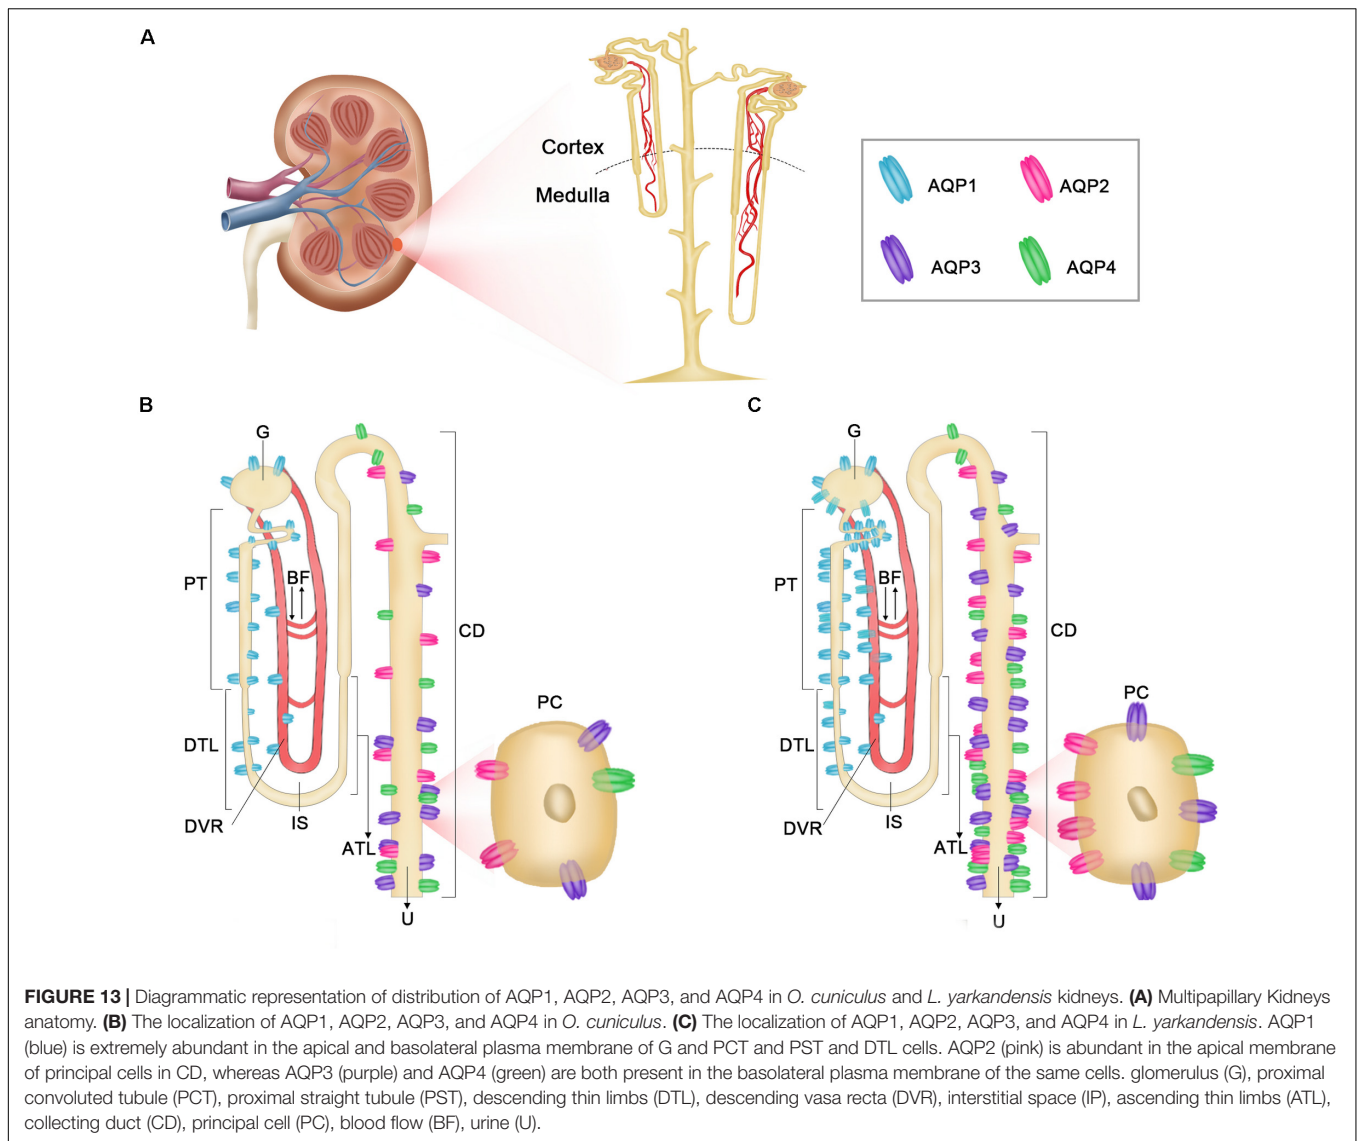 A
Cortex
Medulla
AQP1
AQP2
AQP3
AQP4
B
G
PT
BF
CD
DTL
PC
DVR
IS
ATL
U
C
G
PT
BF
CD
PC
DTL
DVR
IS
ATL
U
FIGURE 13 | Diagrammatic representation of distribution of AQP1, AQP2, AQP3, and AQP4 in O. cuniculus and L. yarkandensis kidneys. (A) Multipapillary Kidneys
anatomy. (B) The localization of AQP1, AQP2, AQP3, and AQP4 in O. cuniculus. (C) The localization of AQP1, AQP2, AQP3, and AQP4 in L. yarkandensis. AQP1
(blue) is extremely abundant in the apical and basolateral plasma membrane of G and PCT and PST and DTL cells. AQP2 (pink) is abundant in the apical membrane
of principal cells in CD, whereas AQP3 (purple) and AQP4 (green) are both present in the basolateral plasma membrane of the same cells. glomerulus (G), proximal
convoluted tubule (PCT), proximal straight tubule (PST), descending thin limbs (DTL), descending vasa recta (DVR), interstitial space (IP), ascending thin limbs (ATL),
collecting duct (CD), principal cell (PC), blood flow (BF), urine (U).